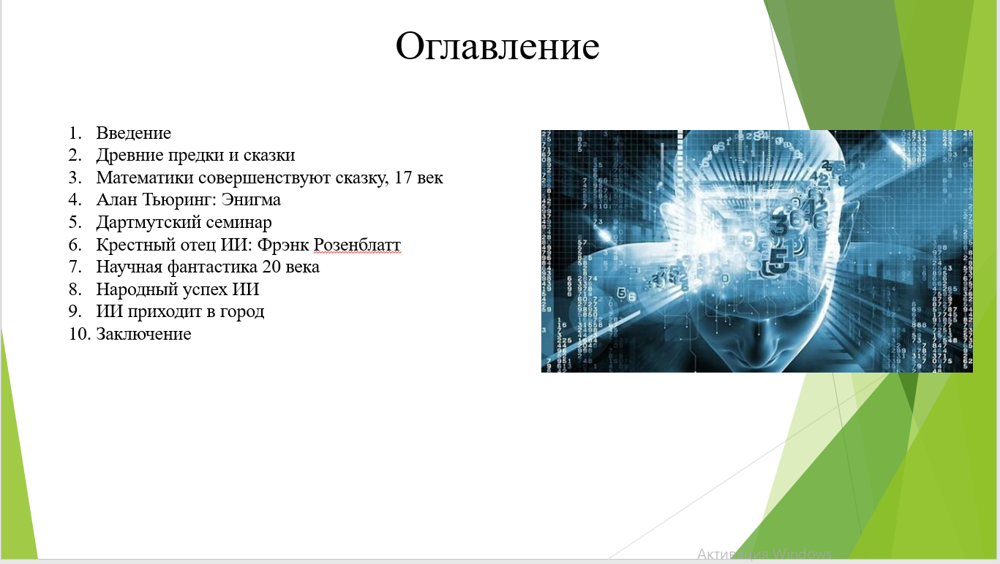 Оглавление
1. Введение
2. Древние предки и сказки
3. Математики совершенствуют сказку, 17 век
4. Алан Тьюринг: Энигма
5. Дартмутский семинар
6. Крестный отец ИИ: Фрэнк Розенблатт
7. Научная фантастика 20 века
8. Народный успех ИИ
9. ИИ приходит в город
10. Заключение
Активация Windows